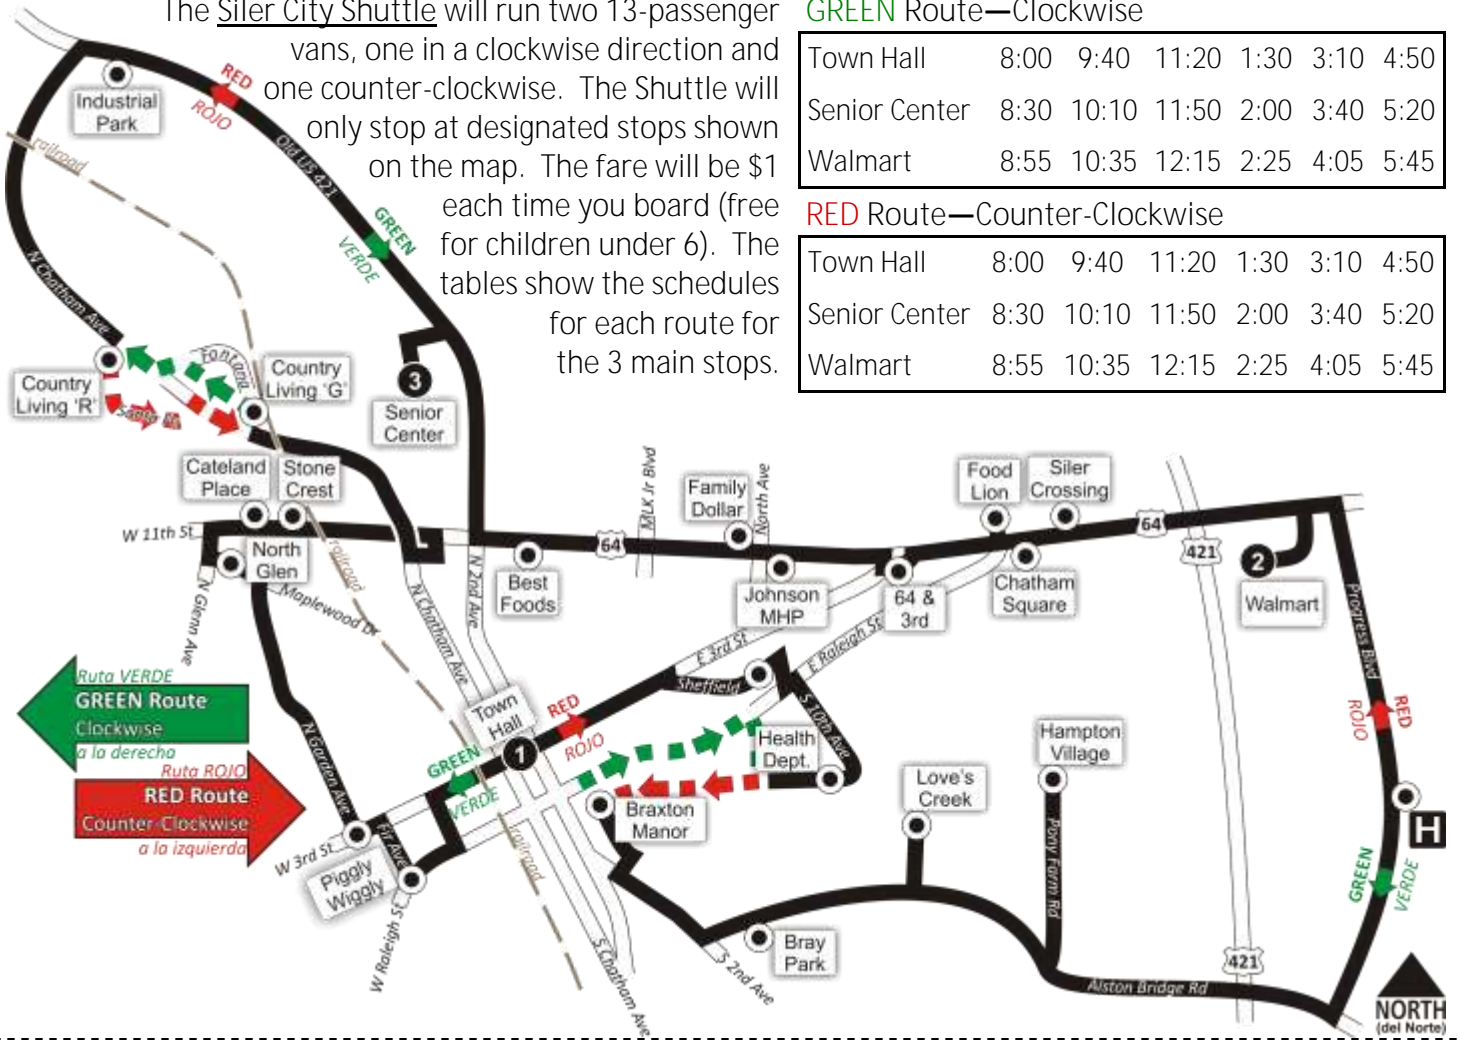 The Siler City Shuttle will run two 13-passenger
vans, one in a clockwise direction and
one counter-clockwise. The Shuttle will
only stop at designated stops shown
on the map. The fare will be $1
each time you board (free
for children under 6). The
tables show the schedules
for each route for
the 3 main stops.
GREEN Route—Clockwise
Town Hall 8:00 9:40 11:20 1:30 3:10 4:50
Senior Center 8:30 10:10 11:50 2:00 3:40 5:20
Walmart 8:55 10:35 12:15 2:25 4:05 5:45
RED Route—Counter-Clockwise
Town Hall 8:00 9:40 11:20 1:30 3:10 4:50
Senior Center 8:30 10:10 11:50 2:00 3:40 5:20
Walmart 8:55 10:35 12:15 2:25 4:05 5:45
Industrial
Park
RED
ROJO
Old US 421
railroad
GREEN
VERDE
N Chatham Ave
Country
Living 'R'
Fontana
Country
Living 'G'
3
Senior
Center
Cateland
Place
Stone
Crest
W 11th St
North
Glen
railroad
N Glenn Ave
Maplewood Dr
N Chatham Ave
N 2nd Ave
Best
Foods
64
MLK Jr Blvd
Family
Dollar
North Ave
Johnson
MHP
64 &
3rd
Food
Lion
Siler
Crossing
Chatham
Square
64
421
2
Walmart
Progress Blvd
E 3rd St
E Raleigh St
Sheffield
S 10th Ave
Ruta VERDE
GREEN Route
Clockwise
a la derecha
Ruta ROJO
RED Route
Counter-Clockwise
a la izquierda
N Garden Ave
Town
Hall
1
RED
ROJO
GREEN
VERDE
Health
Dept.
Braxton
Manor
Love's
Creek
Hampton
Village
Pony Farm Rd
RED
ROJO
H
GREEN
VERDE
W 3rd St
Fir Ave
Piggly
Wiggly
W Raleigh St
railroad
S Chatham Ave
S 2nd Ave
Bray
Park
Alston Bridge Rd
421
NORTH
(del Norte)